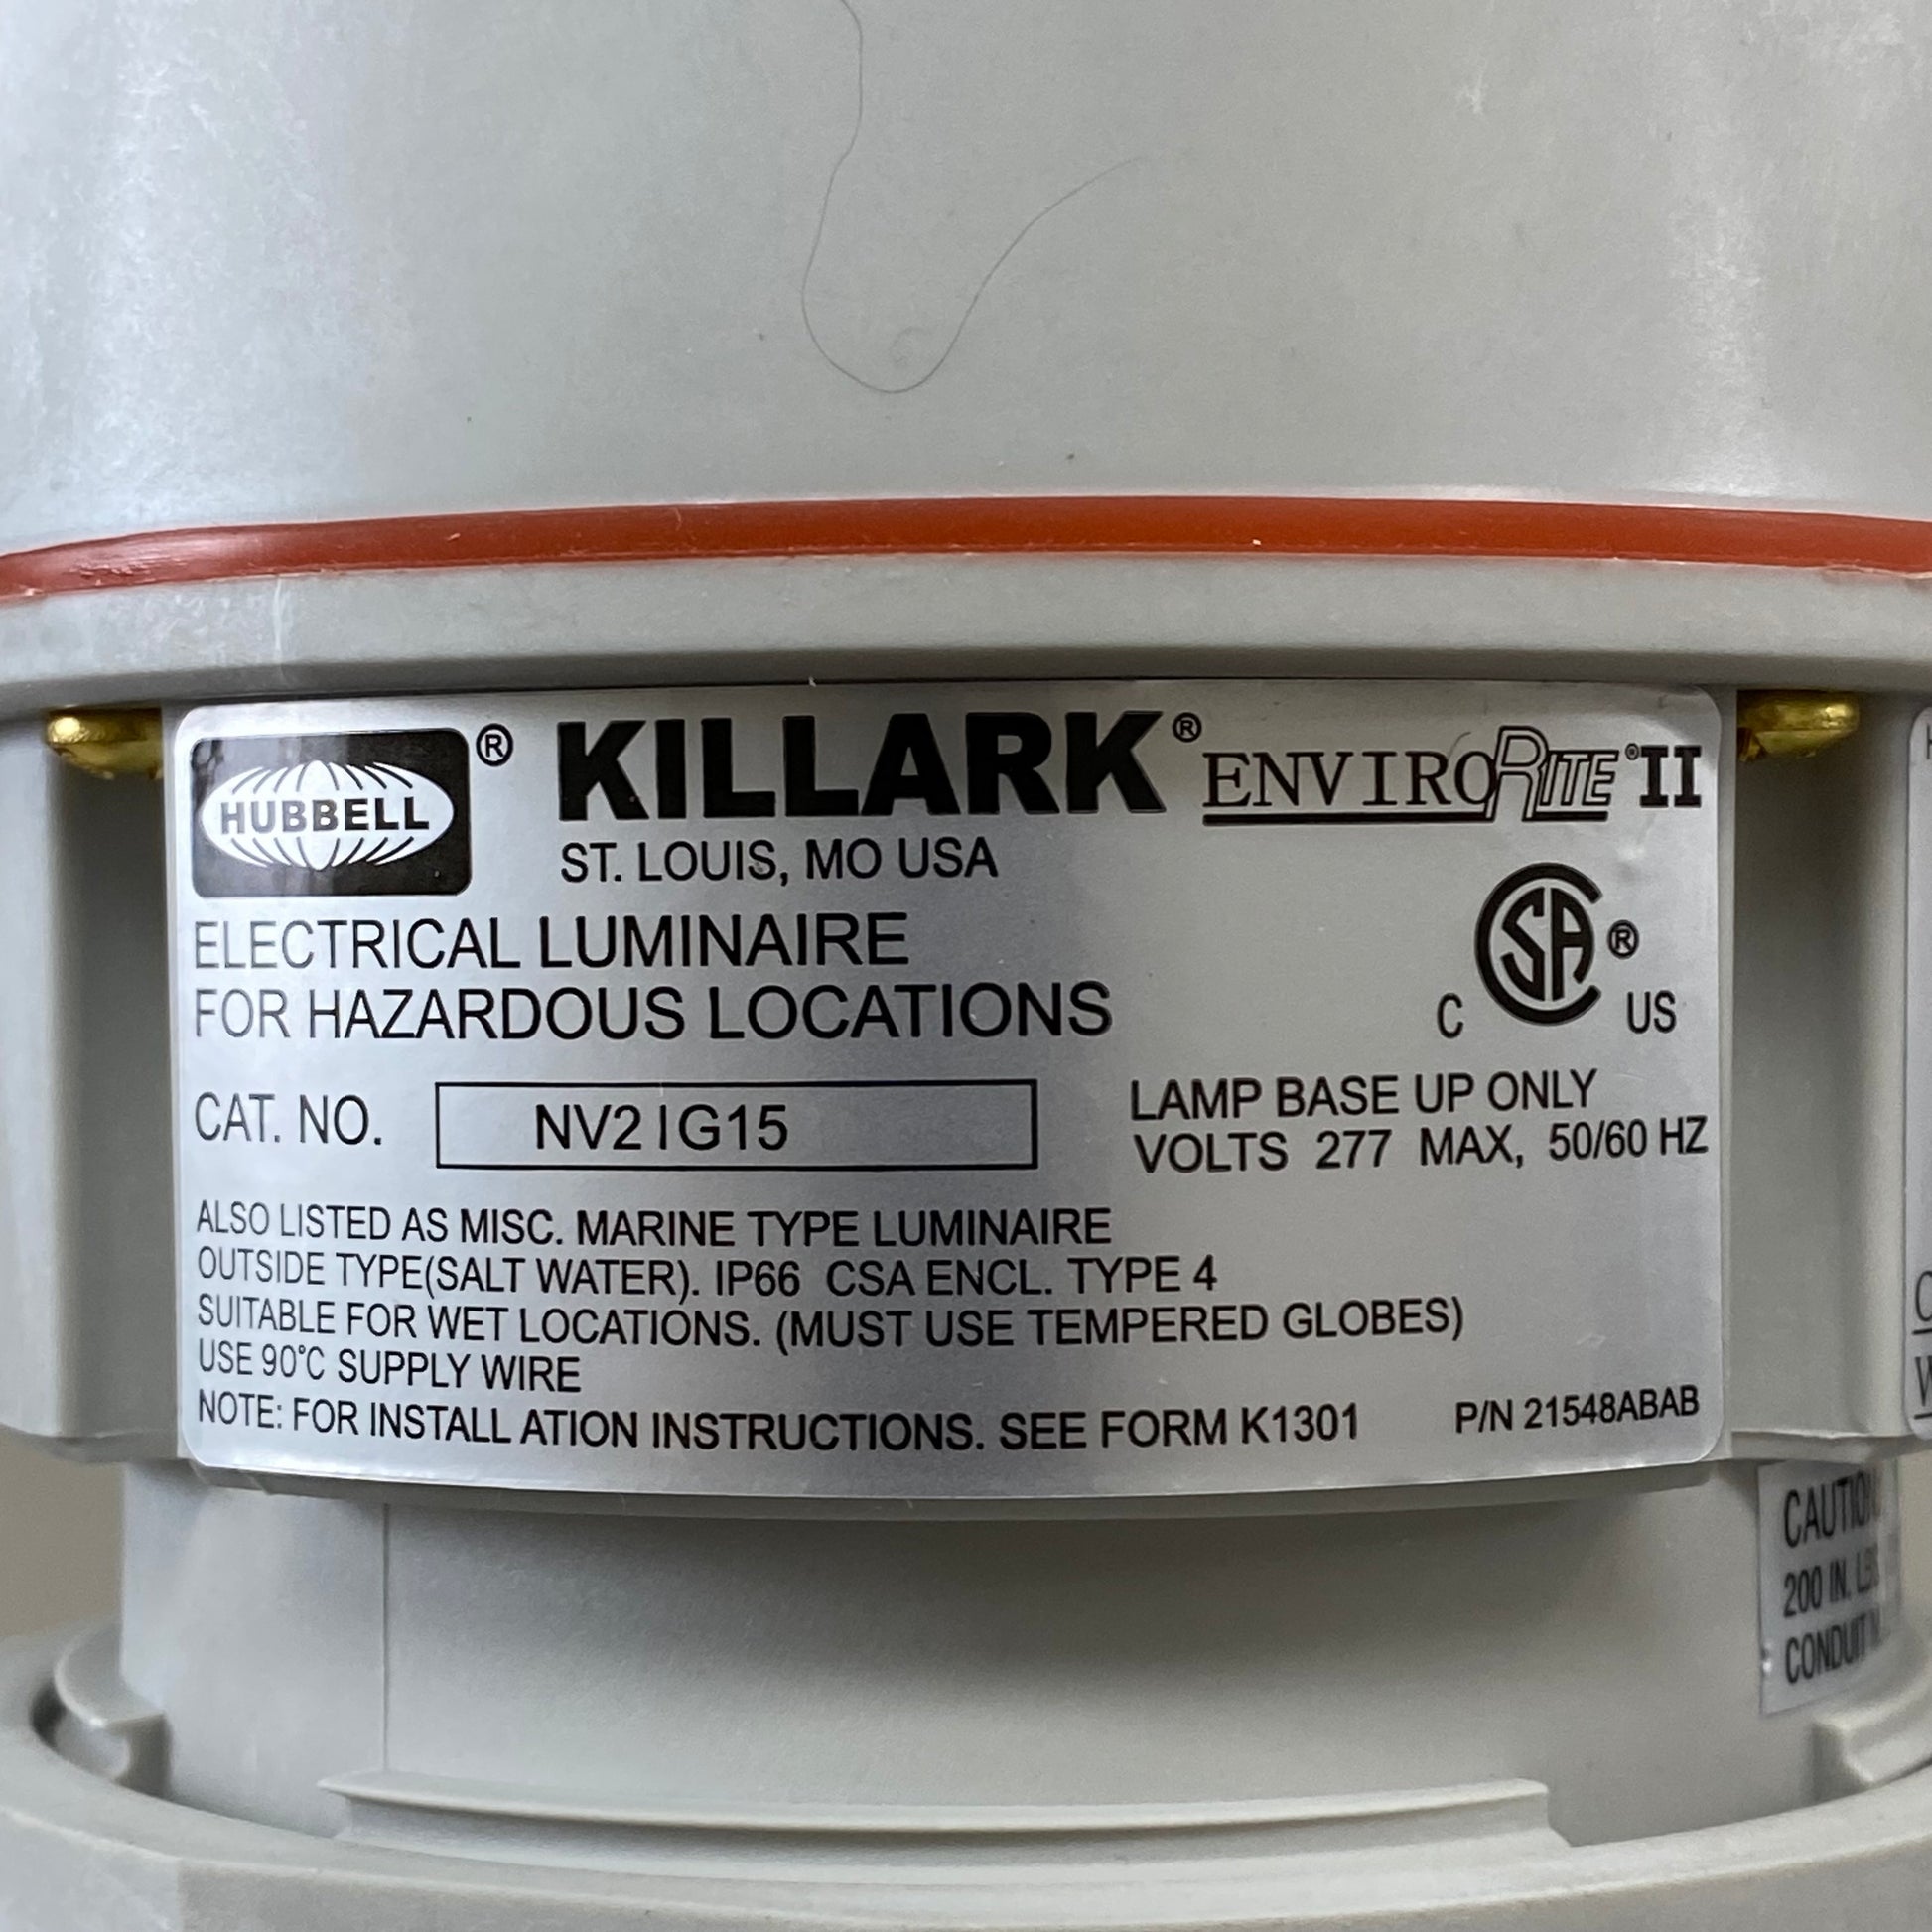 HUBBELL® KILLARK® ENVIRORITE® II
ST. LOUIS, MO USA
ELECTRICAL LUMINAIRE
FOR HAZARDOUS LOCATIONS
C SA® US
CAT. NO. NV2IG15
LAMP BASE UP ONLY
VOLTS 277 MAX, 50/60 HZ
ALSO LISTED AS MISC. MARINE TYPE LUMINAIRE
OUTSIDE TYPE(SALT WATER). IP66 CSA ENCL. TYPE 4
SUITABLE FOR WET LOCATIONS. (MUST USE TEMPERED GLOBES)
USE 90°C SUPPLY WIRE
NOTE: FOR INSTALL ATION INSTRUCTIONS. SEE FORM K1301 P/N 21548ABAB
CAUTION
200 IN. LBS
CONDUIT